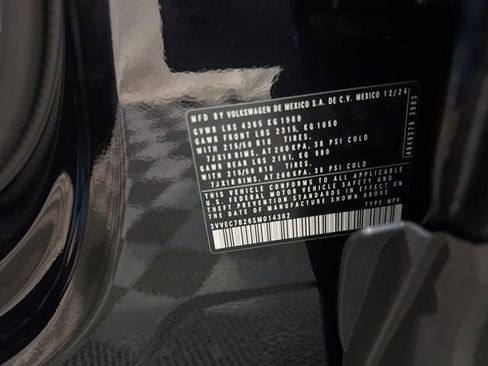 MFD BY VOLKSWAGEN DE MEXICO S.A. DE C.V. 12/24
GVWR LBS 4365 KG 1980
GAWR FRONT LBS 2315, KG 1050
WITH 215/50 R18 TIRES,
7JX18 RIMS, AT 260 KPA, 38 PSI COLD
GAWR REAR LBS 2161, KG 980
WITH 215/50 R18 TIRES,
7JX18 RIMS, AT 260 KPA, 38 PSI COLD
THIS VEHICLE CONFORMS TO ALL APPLICABLE
U.S. FEDERAL MOTOR VEHICLE SAFETY AND
THEFT PREVENTION STANDARDS IN EFFECT
ON THE DATE OF MANUFACTURE SHOWN ABOVE
3VVEC7B26SM014362 TYPE MPV